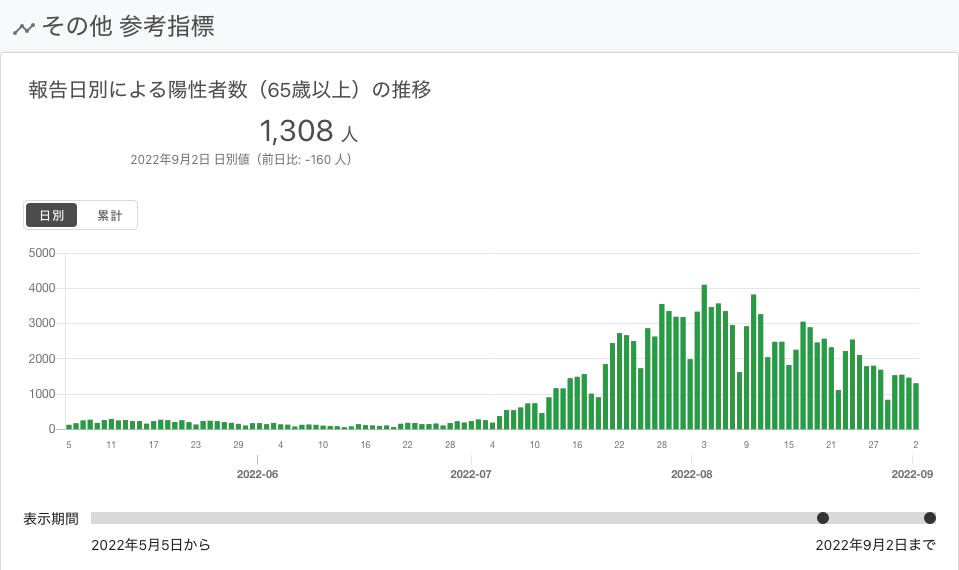 その他 参考指標
報告日別による陽性者数（65歳以上）の推移
1,308 人
2022年9月2日 日別値（前日比: -160 人）
日別 累計
5000
4000
3000
2000
1000
0
5 11 17 23 29 4 10 16 22 28 4 10 16 22 28 3 9 15 21 27 2
2022-06 2022-07 2022-08 2022-09
表示期間
2022年5月5日から 2022年9月2日まで